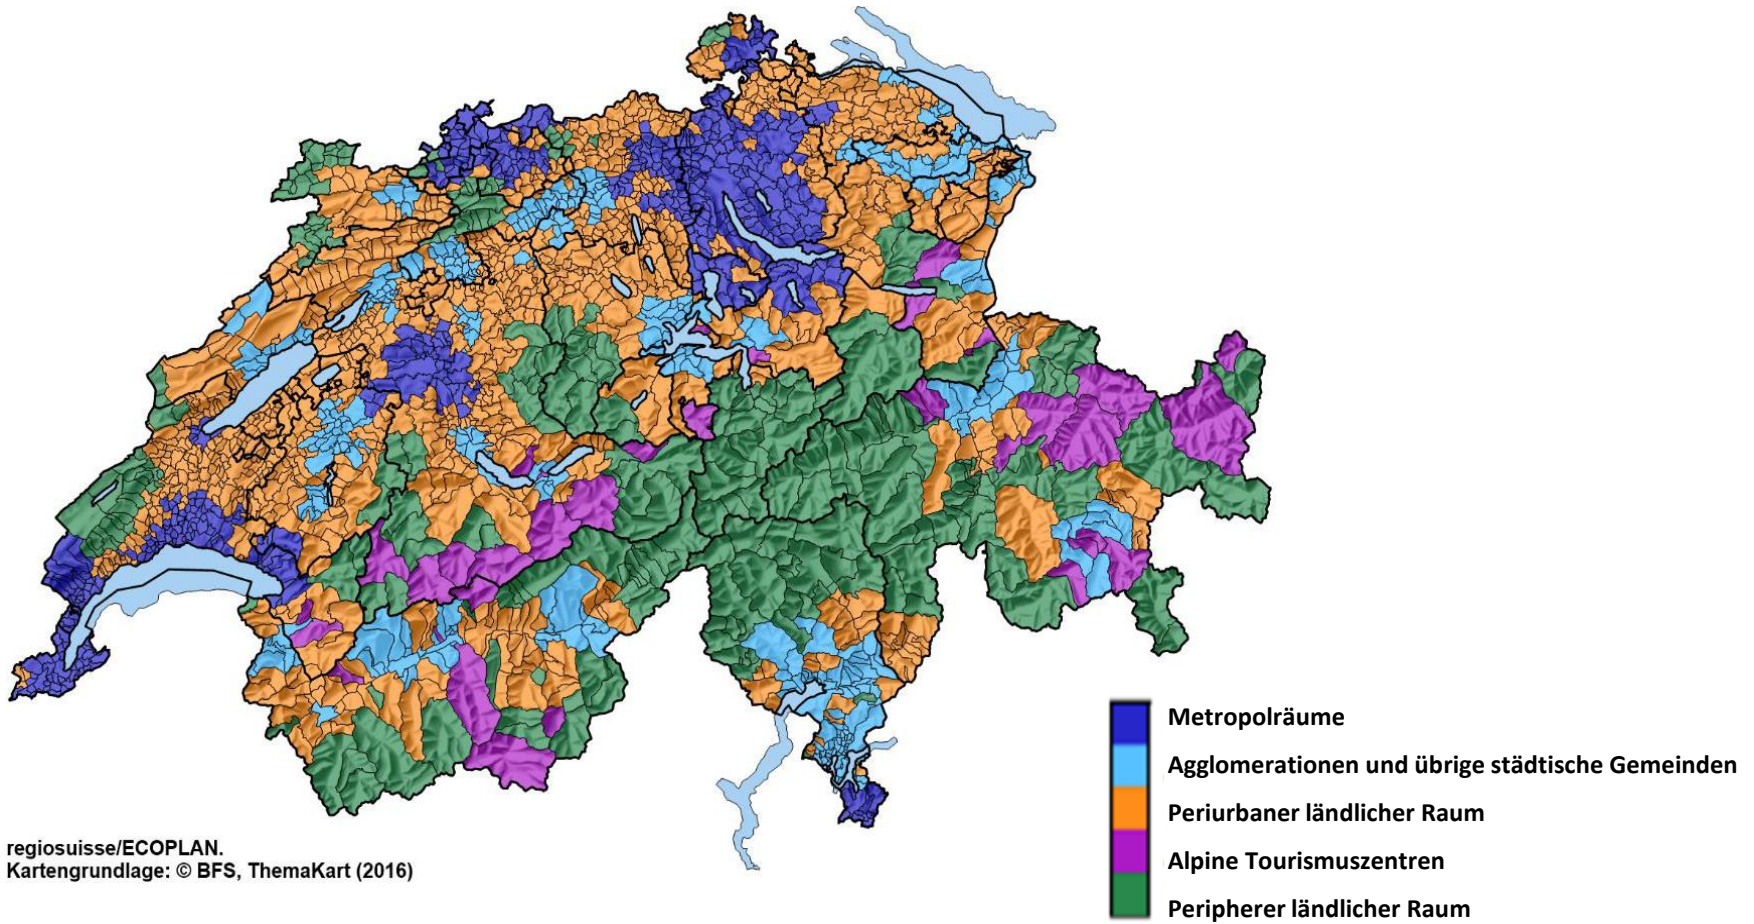 Metropolräume
Agglomerationen und übrige städtische Gemeinden
Periurbaner ländlicher Raum
Alpine Tourismuszentren
Peripherer ländlicher Raum
regiosuisse/ECOPLAN.
Kartengrundlage: © BFS, ThemaKart (2016)